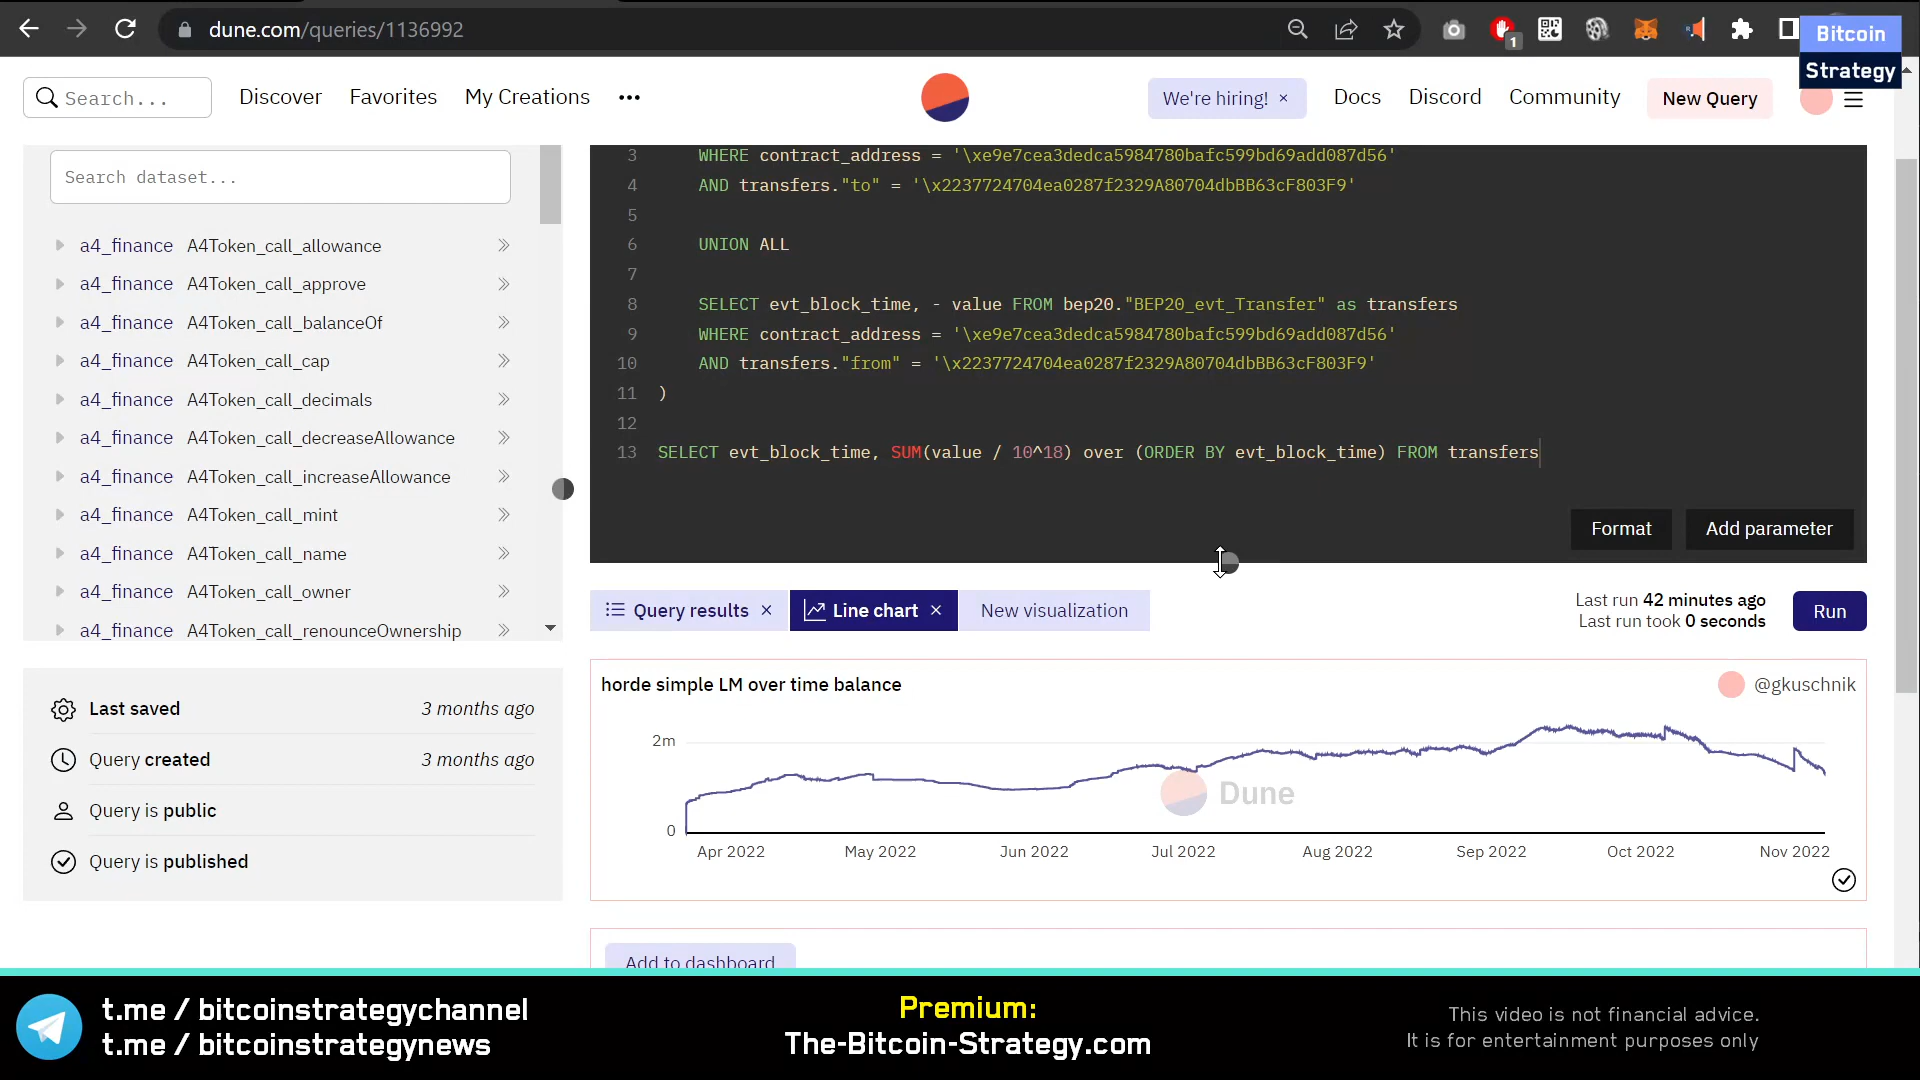 dune.com/queries/1136992
1
Bitcoin
Strategy
Search...
Discover
Favorites
My Creations
We're hiring! ×
Docs
Discord
Community
New Query
Search dataset...
a4_finance A4Token_call_allowance
a4_finance A4Token_call_approve
a4_finance A4Token_call_balanceOf
a4_finance A4Token_call_cap
a4_finance A4Token_call_decimals
a4_finance A4Token_call_decreaseAllowance
a4_finance A4Token_call_increaseAllowance
a4_finance A4Token_call_mint
a4_finance A4Token_call_name
a4_finance A4Token_call_owner
a4_finance A4Token_call_renounceOwnership
3 WHERE contract_address = '\xe9e7cea3dedca5984780bafc599bd69add087d56'
4 AND transfers."to" = '\x2237724704ea0287f2329A80704dbBB63cF803F9'
5
6 UNION ALL
7
8 SELECT evt_block_time, - value FROM bep20."BEP20_evt_Transfer" as transfers
9 WHERE contract_address = '\xe9e7cea3dedca5984780bafc599bd69add087d56'
10 AND transfers."from" = '\x2237724704ea0287f2329A80704dbBB63cF803F9'
11 )
12
13 SELECT evt_block_time, SUM(value / 10^18) over (ORDER BY evt_block_time) FROM transfers
Format
Add parameter
Query results ×
Line chart ×
New visualization
Last run 42 minutes ago
Last run took 0 seconds
Run
Last saved 3 months ago
Query created 3 months ago
Query is public
Query is published
horde simple LM over time balance
@gkuschnik
2m
0
Dune
Apr 2022
May 2022
Jun 2022
Jul 2022
Aug 2022
Sep 2022
Oct 2022
Nov 2022
Add to dashboard
t.me / bitcoinstrategychannel
t.me / bitcoinstrategynews
Premium:
The-Bitcoin-Strategy.com
This video is not financial advice.
It is for entertainment purposes only